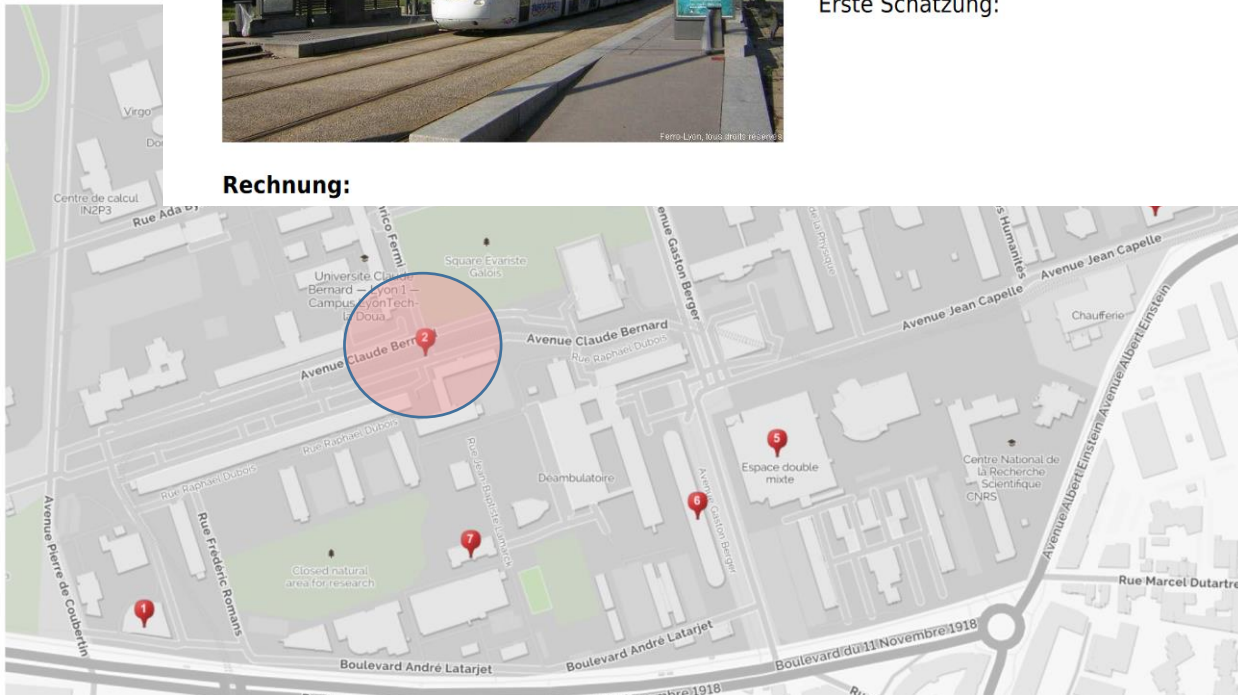 Erste Schätzung:
Ferro-Lyon, tous droits réservés
Rechnung:
Virgo
Centre de calcul
IN2P3
Rue Ada
Square Évariste
Galois
Université Claude
Bernard — Lyon 1 —
Campus LyonTech-
la Doua
Avenue Gaston Berger
de la Physique
Avenue Jean Capelle
Avenue Jean Capelle
Chaufferie
Avenue Albert Einstein
Avenue Albert Einstein
2
Avenue Claude Bernard
Avenue Claude Bernard
Rue Raphaël Dubois
Rue Raphaël Dubois
Rue Raphaël Dubois
5
Espace double
mixte
Centre National de
la Recherche
Scientifique
CNRS
Déambulatoire
6
Avenue Gaston Berger
Rue Jean-Baptiste Lamarck
7
Avenue Pierre de Coubertin
Rue Frédéric Romans
Closed natural
area for research
1
Rue Marcel Dutartre
Boulevard André Latarjet
Boulevard André Latarjet
Boulevard du 11 Novembre 1918